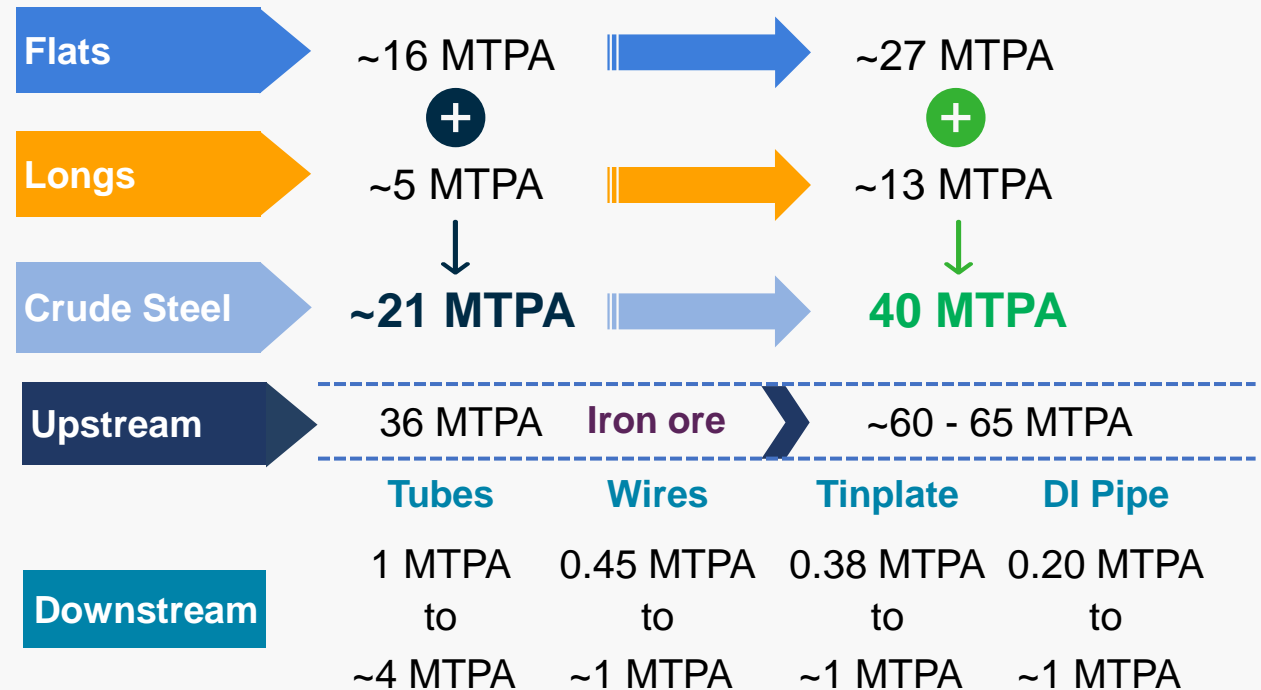 Flats ~16 MTPA ~27 MTPA
+ +
Longs ~5 MTPA ~13 MTPA
Crude Steel ~21 MTPA 40 MTPA
Upstream 36 MTPA Iron ore ~60 - 65 MTPA
Tubes Wires Tinplate DI Pipe
1 MTPA 0.45 MTPA 0.38 MTPA 0.20 MTPA
Downstream to to to to
~4 MTPA ~1 MTPA ~1 MTPA ~1 MTPA